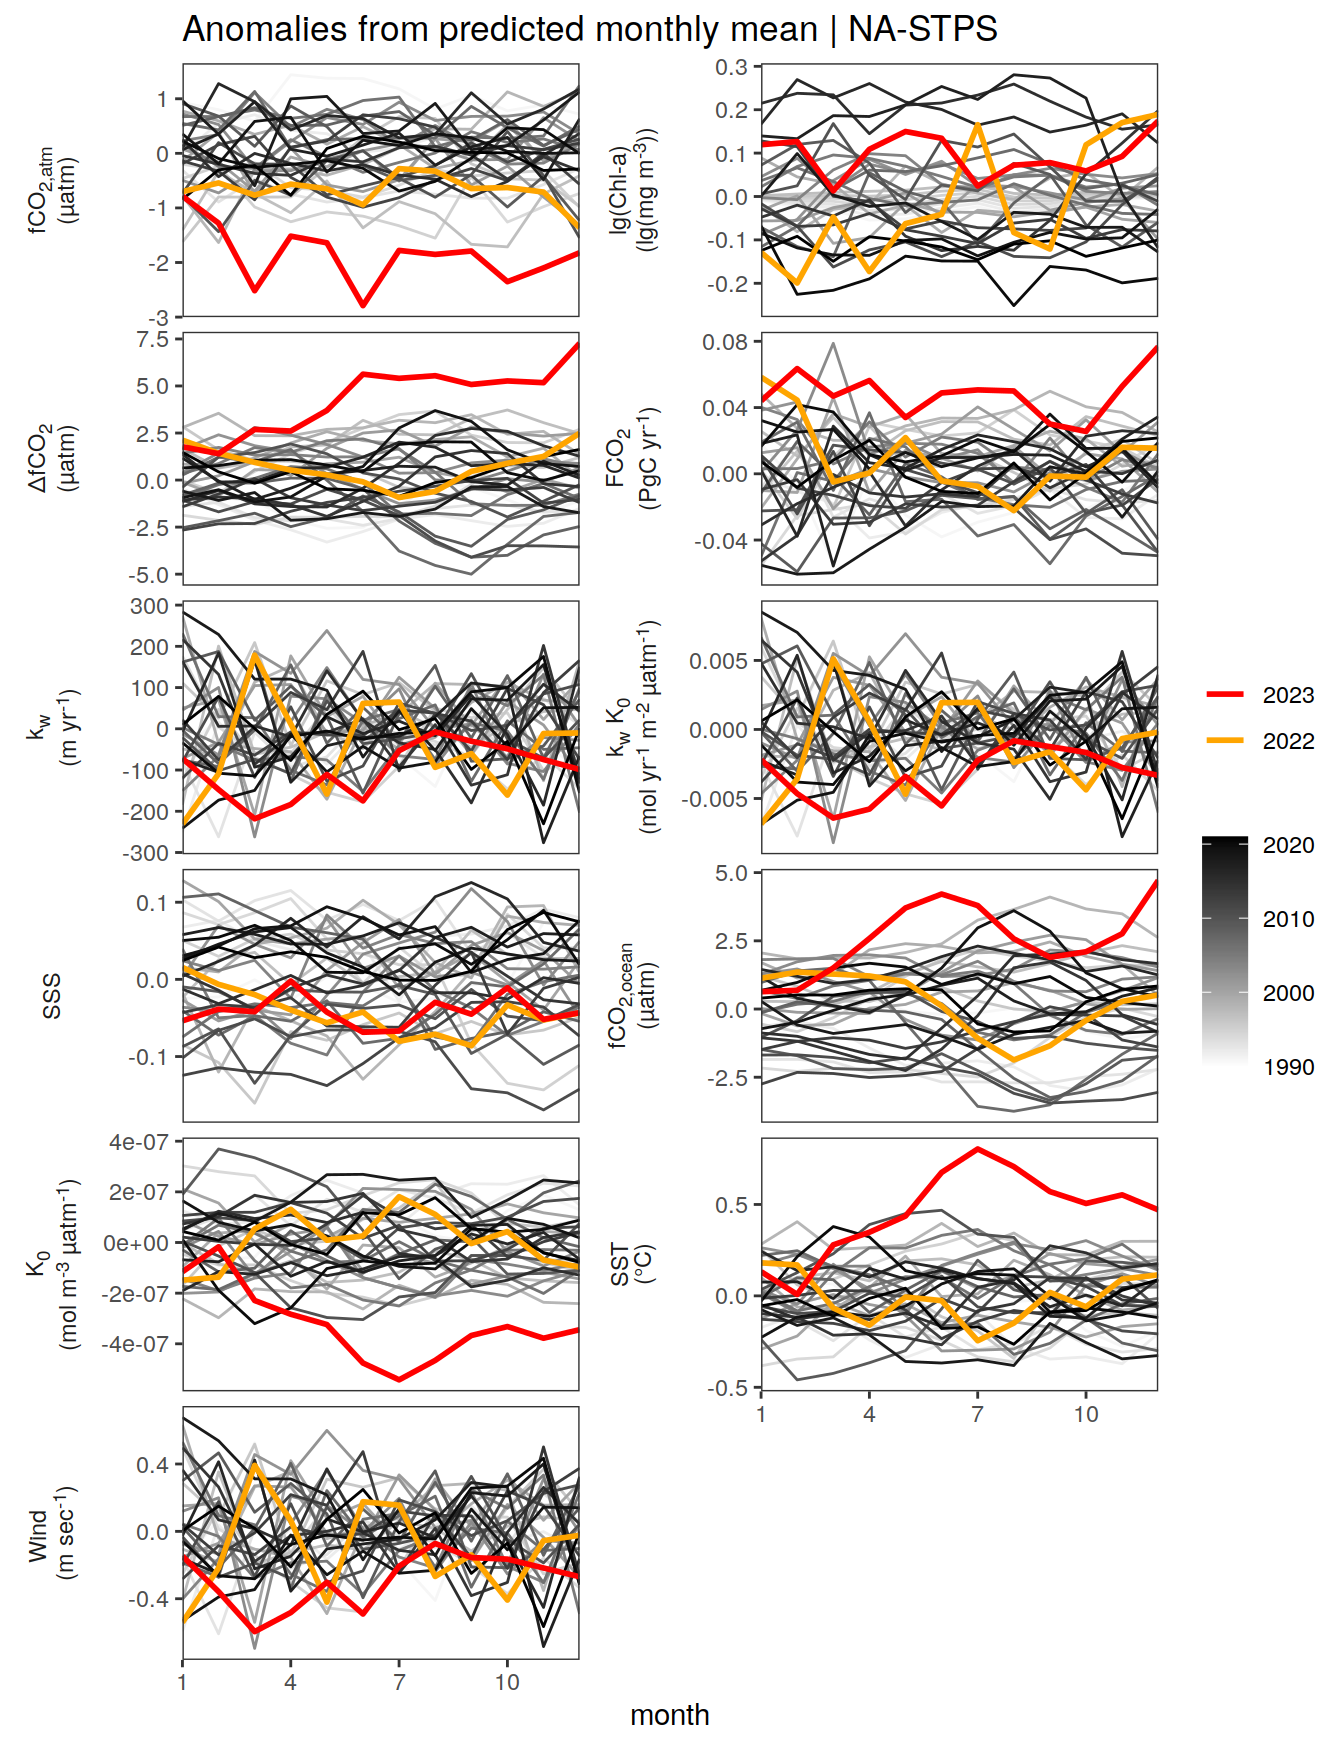 Anomalies from predicted monthly mean | NA-STPS
fCO2,atm
(µatm)
1
0
-1
-2
-3
lg(Chl-a)
(lg(mg m-3))
0.3
0.2
0.1
0.0
-0.1
-0.2
ΔfCO2
(µatm)
7.5
5.0
2.5
0.0
-2.5
-5.0
FCO2
(PgC yr-1)
0.08
0.04
0.00
-0.04
kw
(m yr-1)
300
200
100
0
-100
-200
-300
kw K0
(mol yr-1 m-2 µatm-1)
0.005
0.000
-0.005
SSS
0.1
0.0
-0.1
fCO2,ocean
(µatm)
5.0
2.5
0.0
-2.5
K0
(mol m-3 µatm-1)
4e-07
2e-07
0e+00
-2e-07
-4e-07
SST
(°C)
0.5
0.0
-0.5
1 4 7 10
Wind
(m sec-1)
0.4
0.0
-0.4
1 4 7 10
month
2023
2022
2020
2010
2000
1990